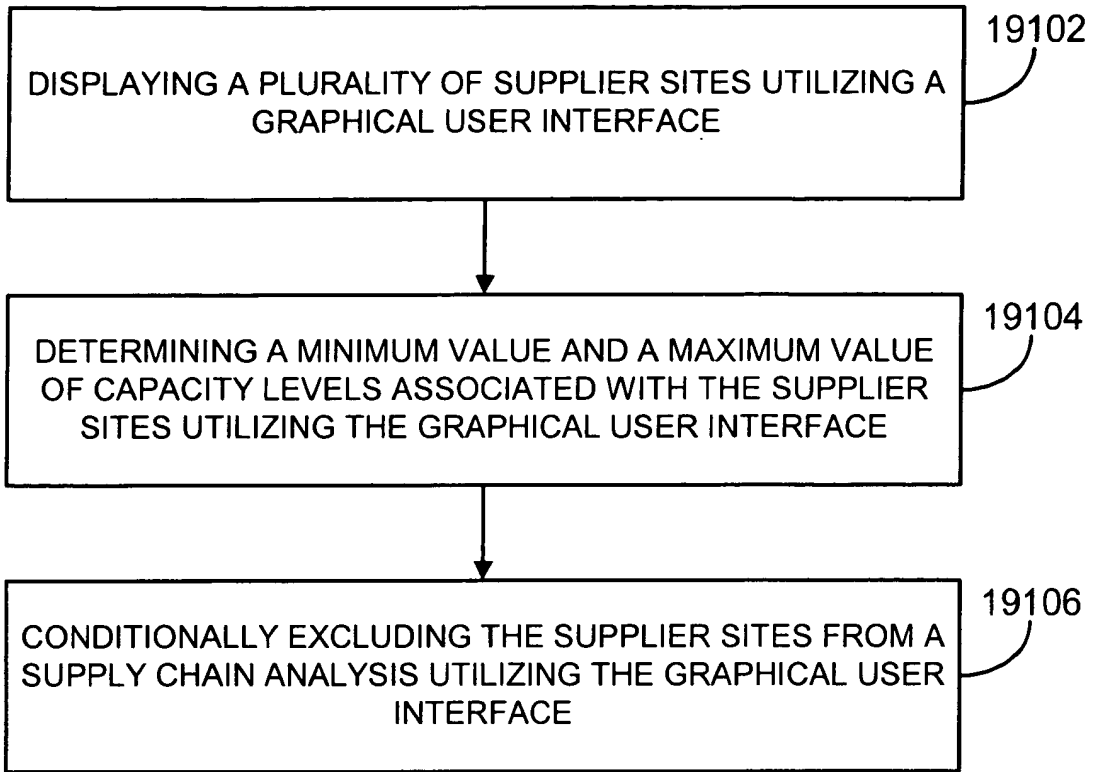 19102
DISPLAYING A PLURALITY OF SUPPLIER SITES UTILIZING A
GRAPHICAL USER INTERFACE
19104
DETERMINING A MINIMUM VALUE AND A MAXIMUM VALUE
OF CAPACITY LEVELS ASSOCIATED WITH THE SUPPLIER
SITES UTILIZING THE GRAPHICAL USER INTERFACE
19106
CONDITIONALLY EXCLUDING THE SUPPLIER SITES FROM A
SUPPLY CHAIN ANALYSIS UTILIZING THE GRAPHICAL USER
INTERFACE